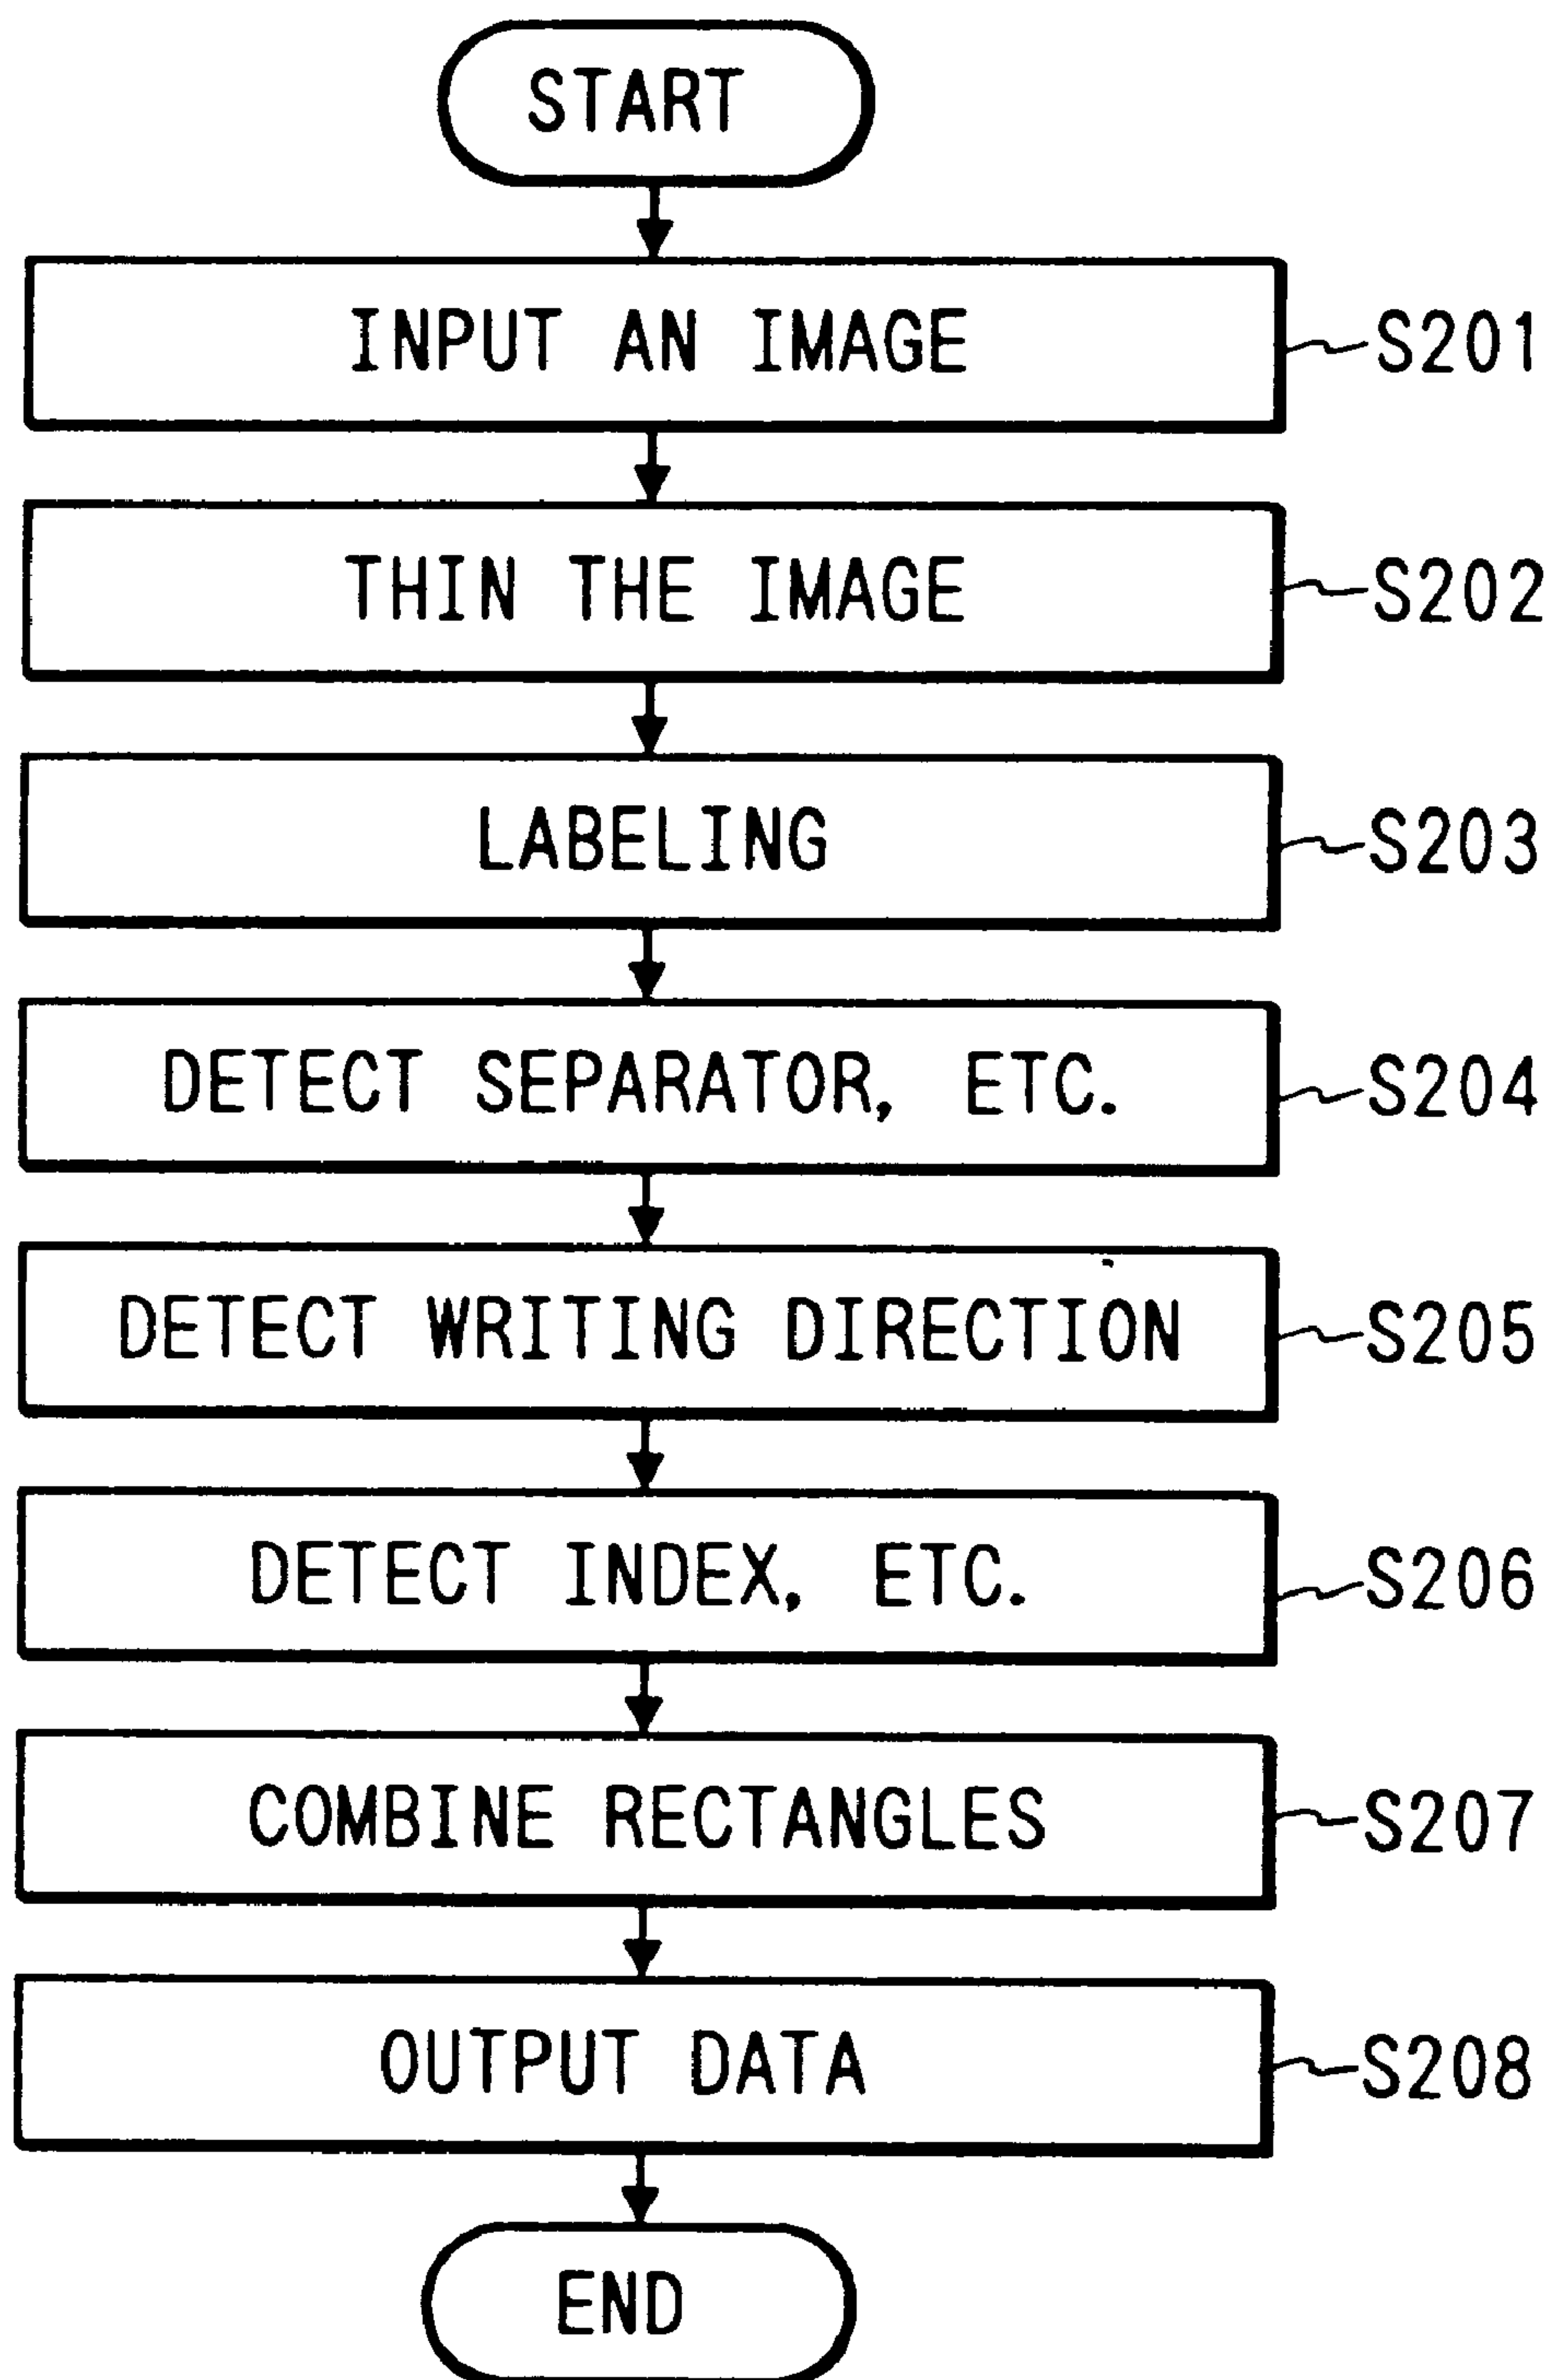 START
INPUT AN IMAGE
S201
THIN THE IMAGE
S202
LABELING
S203
DETECT SEPARATOR, ETC.
S204
DETECT WRITING DIRECTION
S205
DETECT INDEX, ETC.
S206
COMBINE RECTANGLES
S207
OUTPUT DATA
S208
END